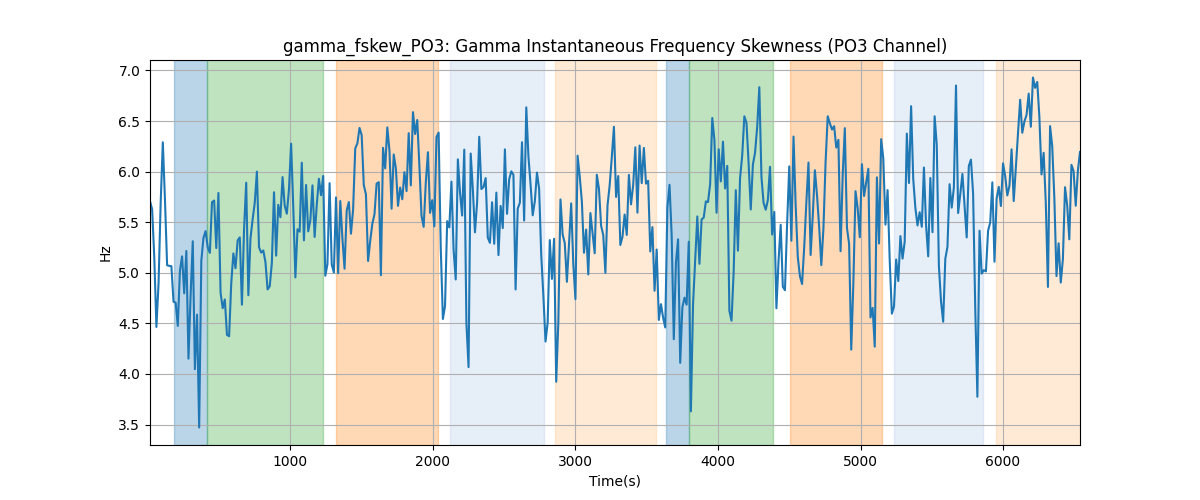 gamma_fskew_PO3: Gamma Instantaneous Frequency Skewness (PO3 Channel)
7.0
6.5
6.0
5.5
5.0
4.5
4.0
3.5
Hz
1000 2000 3000 4000 5000 6000
Time(s)